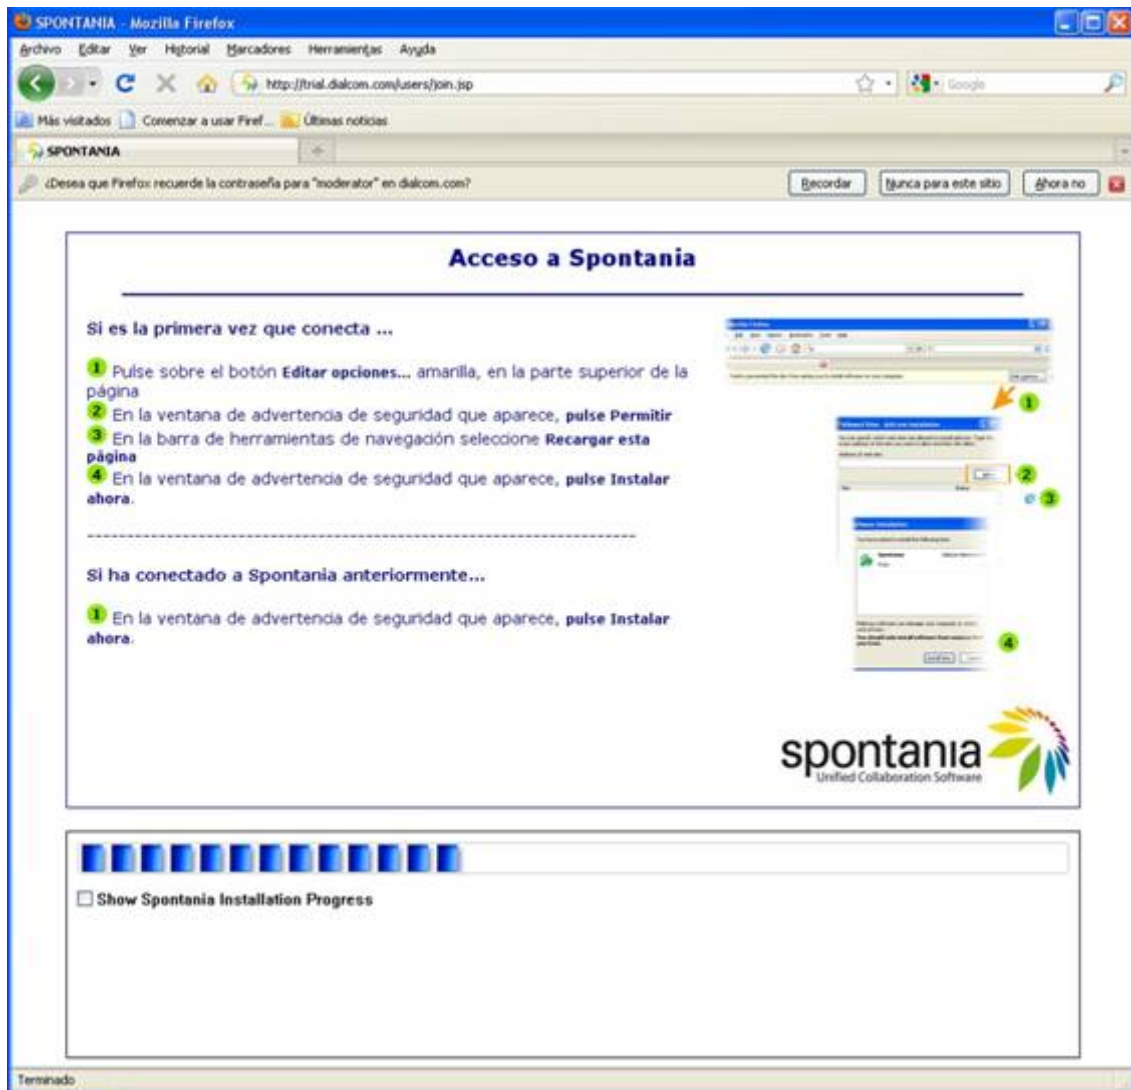 SPONTANIA - Mozilla Firefox
Archivo Editar Ver Historial Marcadores Herramientas Ayuda
http://trial.dialcom.com/users/join.jsp
Google
Más visitados Comenzar a usar Firef... Últimas noticias
SPONTANIA
¿Desea que Firefox recuerde la contraseña para "moderator" en dialcom.com? Recordar Nunca para este sitio Ahora no
Acceso a Spontania
Si es la primera vez que conecta ...
1 Pulse sobre el botón Editar opciones... amarilla, en la parte superior de la
página
2 En la ventana de advertencia de seguridad que aparece, pulse Permitir
3 En la barra de herramientas de navegación seleccione Recargar esta
página
4 En la ventana de advertencia de seguridad que aparece, pulse Instalar
ahora.
Si ha conectado a Spontania anteriormente...
1 En la ventana de advertencia de seguridad que aparece, pulse Instalar
ahora.
1
2
3
4
spontania
Unified Collaboration Software
Show Spontania Installation Progress
Terminado